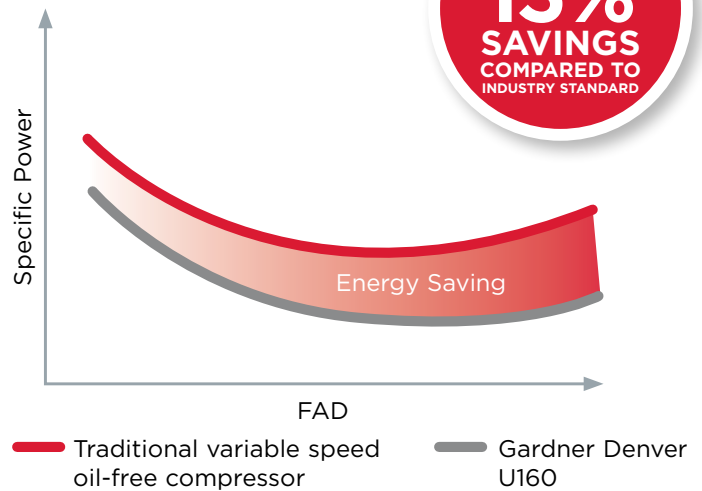 SAVINGS
COMPARED TO
INDUSTRY STANDARD
Specific Power
Energy Saving
FAD
Traditional variable speed
oil-free compressor
Gardner Denver
U160